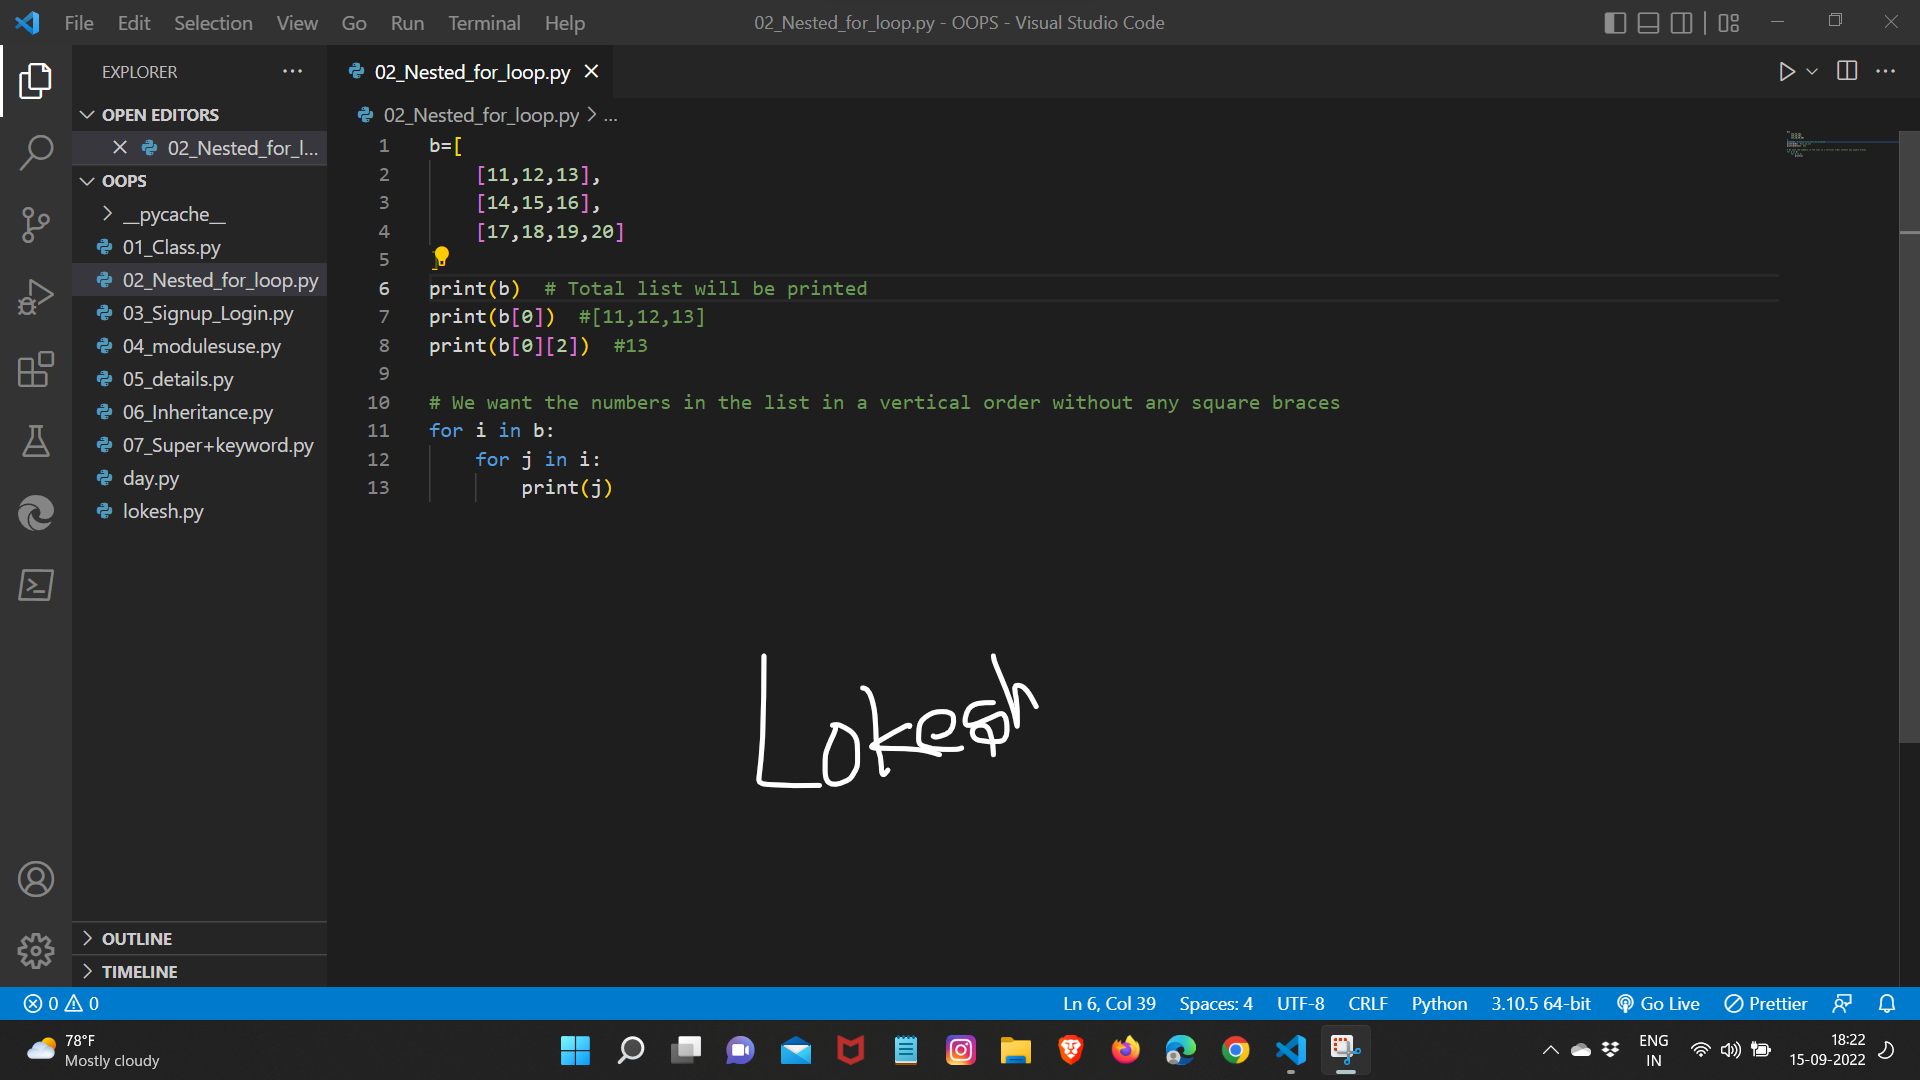 File Edit Selection View Go Run Terminal Help
02_Nested_for_loop.py - OOPS - Visual Studio Code
EXPLORER
OPEN EDITORS
02_Nested_for_l...
OOPS
__pycache__
01_Class.py
02_Nested_for_loop.py
03_Signup_Login.py
04_modulesuse.py
05_details.py
06_Inheritance.py
07_Super+keyword.py
day.py
lokesh.py
OUTLINE
TIMELINE
02_Nested_for_loop.py
02_Nested_for_loop.py > ...
1 b=[
2     [11,12,13],
3     [14,15,16],
4     [17,18,19,20]
5 ]
6 print(b)  # Total list will be printed
7 print(b[0])  #[11,12,13]
8 print(b[0][2])  #13
9
10 # We want the numbers in the list in a vertical order without any square braces
11 for i in b:
12     for j in i:
13         print(j)
Lokesh
0 0
Ln 6, Col 39 Spaces: 4 UTF-8 CRLF Python 3.10.5 64-bit Go Live Prettier
78°F
Mostly cloudy
ENG
IN
18:22
15-09-2022